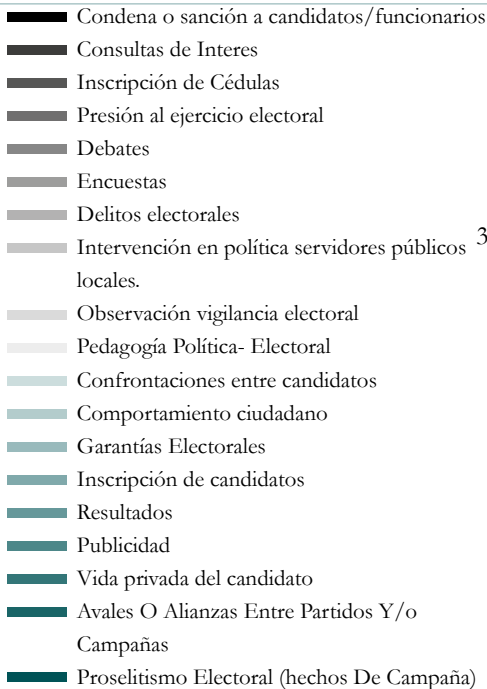 Condena o sanción a candidatos/funcionarios
Consultas de Interes
Inscripción de Cédulas
Presión al ejercicio electoral
Debates
Encuestas
Delitos electorales
Intervención en política servidores públicos 3
locales.
Observación vigilancia electoral
Pedagogía Política- Electoral
Confrontaciones entre candidatos
Comportamiento ciudadano
Garantías Electorales
Inscripción de candidatos
Resultados
Publicidad
Vida privada del candidato
Avales O Alianzas Entre Partidos Y/o
Campañas
Proselitismo Electoral (hechos De Campaña)